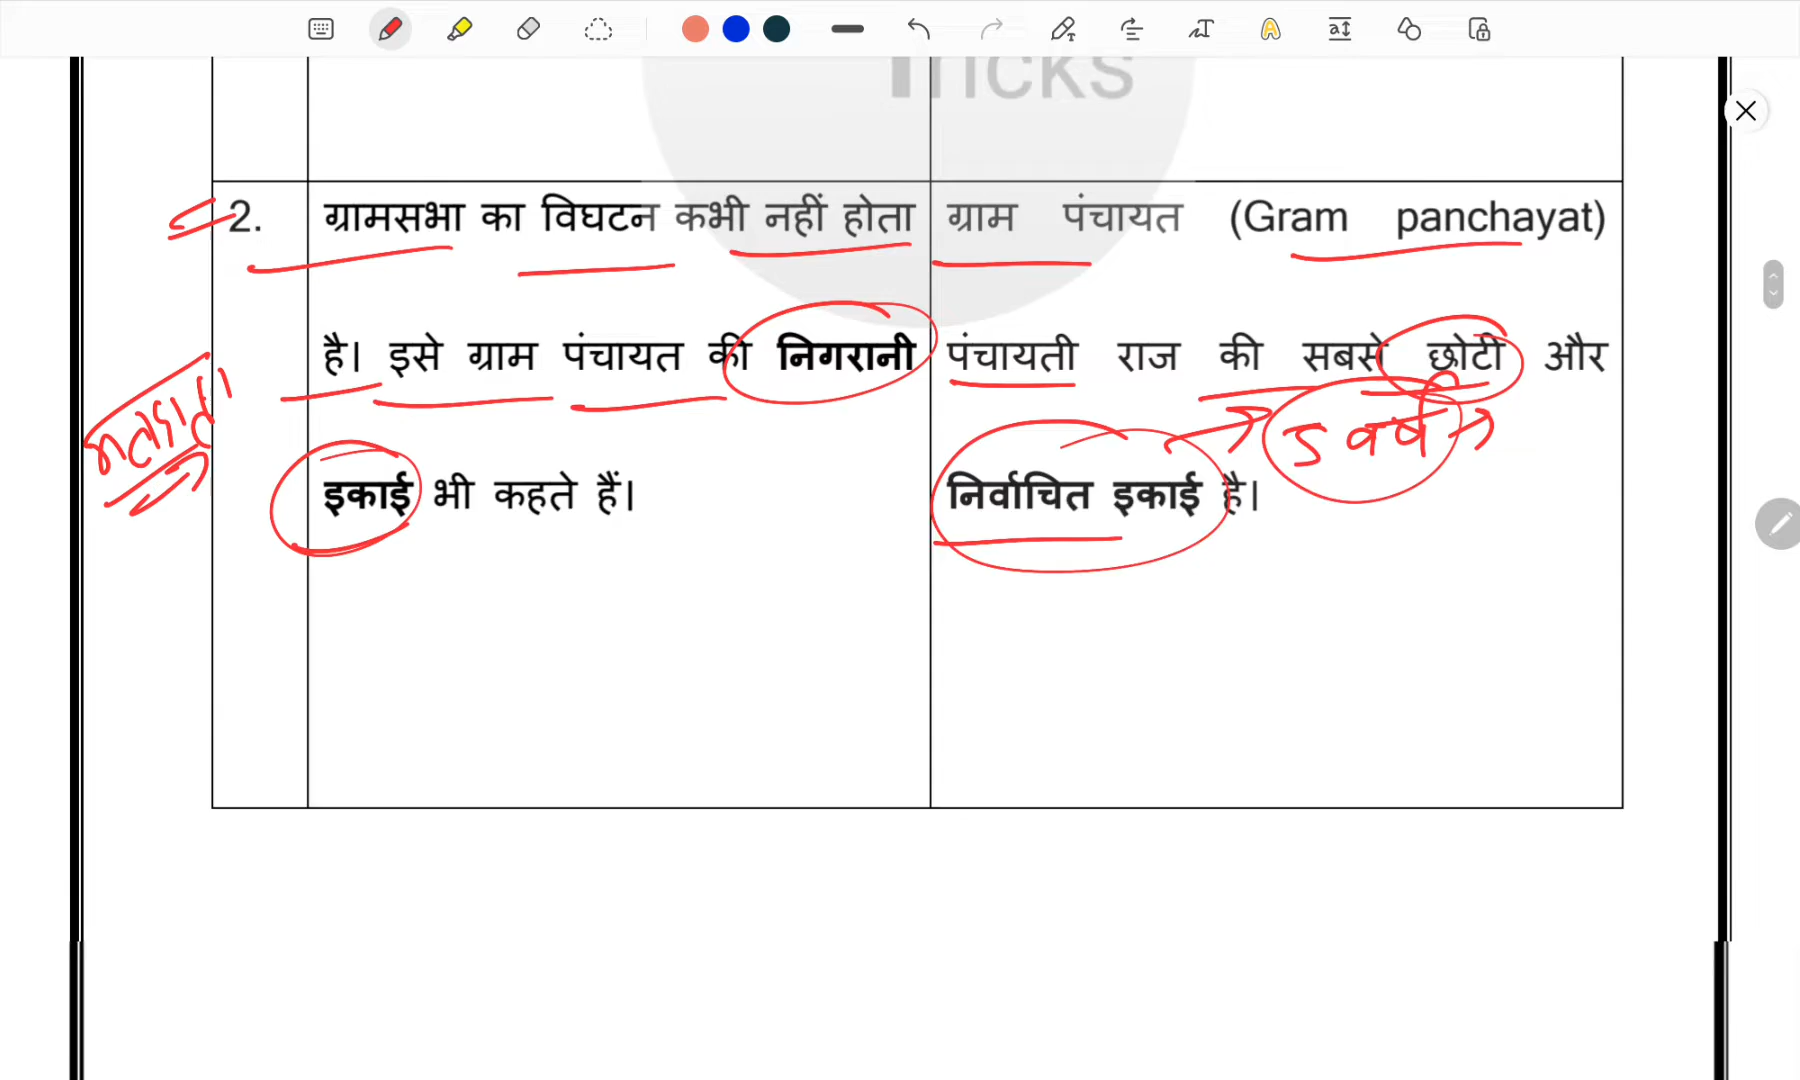 Tricks
2. ग्रामसभा का विघटन कभी नहीं होता
है। इसे ग्राम पंचायत की निगरानी
इकाई भी कहते हैं।
ग्राम पंचायत (Gram panchayat)
पंचायती राज की सबसे छोटी और
निर्वाचित इकाई है।
5 वर्ष